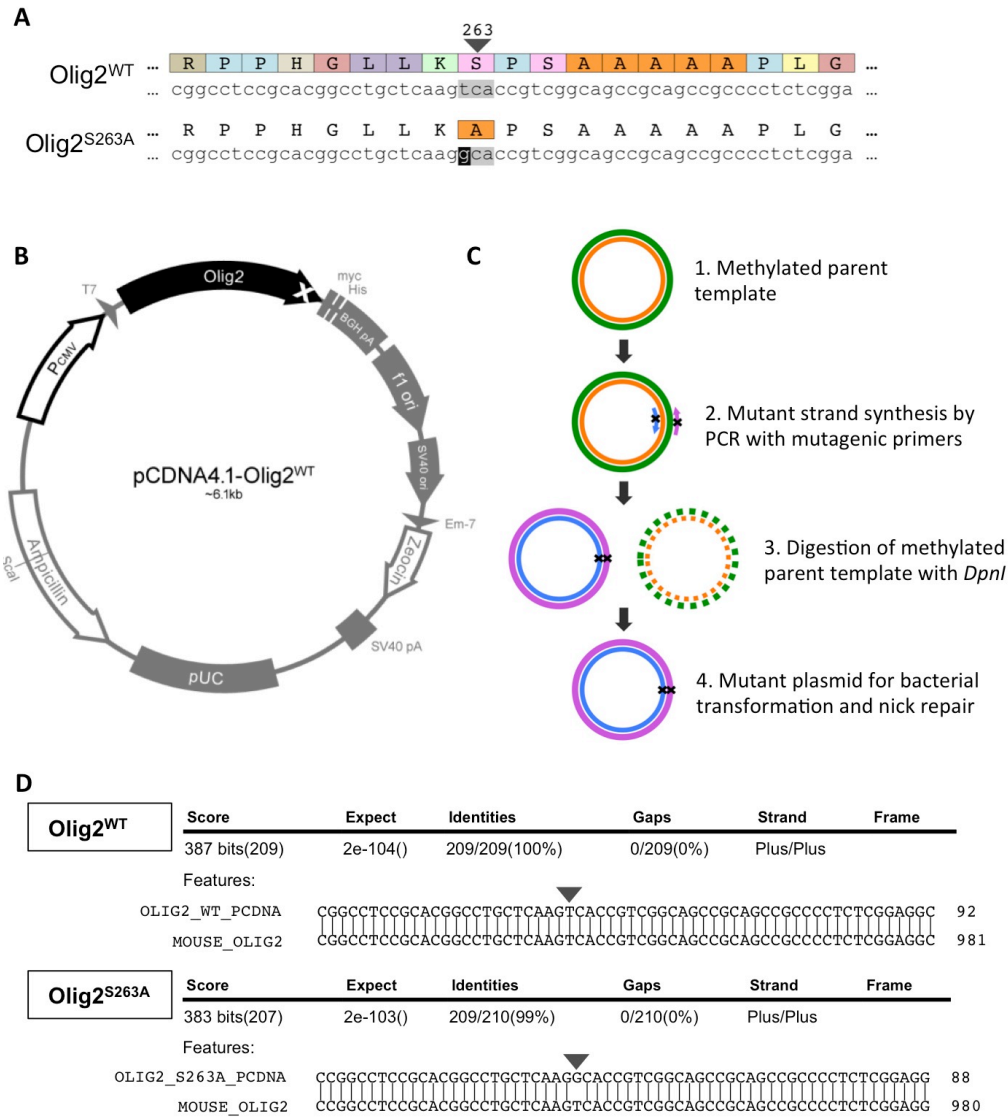 A
263
Olig2WT
... R P P H G L L K S P S A A A A A P L G ...
... cggcctccgcacggcctgctcaagtcaccgtcggcagccgcagccgcccctctcgga ...
Olig2S263A
... R P P H G L L K A P S A A A A A P L G ...
... cggcctccgcacggcctgctcaaggcaccgtcggcagccgcagccgcccctctcgga ...
B
T7
Olig2
myc
His
BGH pA
f1 ori
SV40 ori
Em-7
Zeocin
SV40 pA
pUC
Ampicillin
ScaI
PCMV
pCDNA4.1-Olig2WT
~6.1kb
C
1. Methylated parent
template
2. Mutant strand synthesis by
PCR with mutagenic primers
3. Digestion of methylated
parent template with DpnI
4. Mutant plasmid for bacterial
transformation and nick repair
D
Olig2WT
Score Expect Identities Gaps Strand Frame
387 bits(209) 2e-104() 209/209(100%) 0/209(0%) Plus/Plus
Features:
OLIG2_WT_PCDNA CGGCCTCCGCACGGCCTGCTCAAGTCACCGTCGGCAGCCGCAGCCGCCCCTCTCGGAGGC 92
MOUSE_OLIG2 CGGCCTCCGCACGGCCTGCTCAAGTCACCGTCGGCAGCCGCAGCCGCCCCTCTCGGAGGC 981
Olig2S263A
Score Expect Identities Gaps Strand Frame
383 bits(207) 2e-103() 209/210(99%) 0/210(0%) Plus/Plus
Features:
OLIG2_S263A_PCDNA CCGGCCTCCGCACGGCCTGCTCAAGGCACCGTCGGCAGCCGCAGCCGCCCCTCTCGGAGG 88
MOUSE_OLIG2 CCGGCCTCCGCACGGCCTGCTCAAGTCACCGTCGGCAGCCGCAGCCGCCCCTCTCGGAGG 980